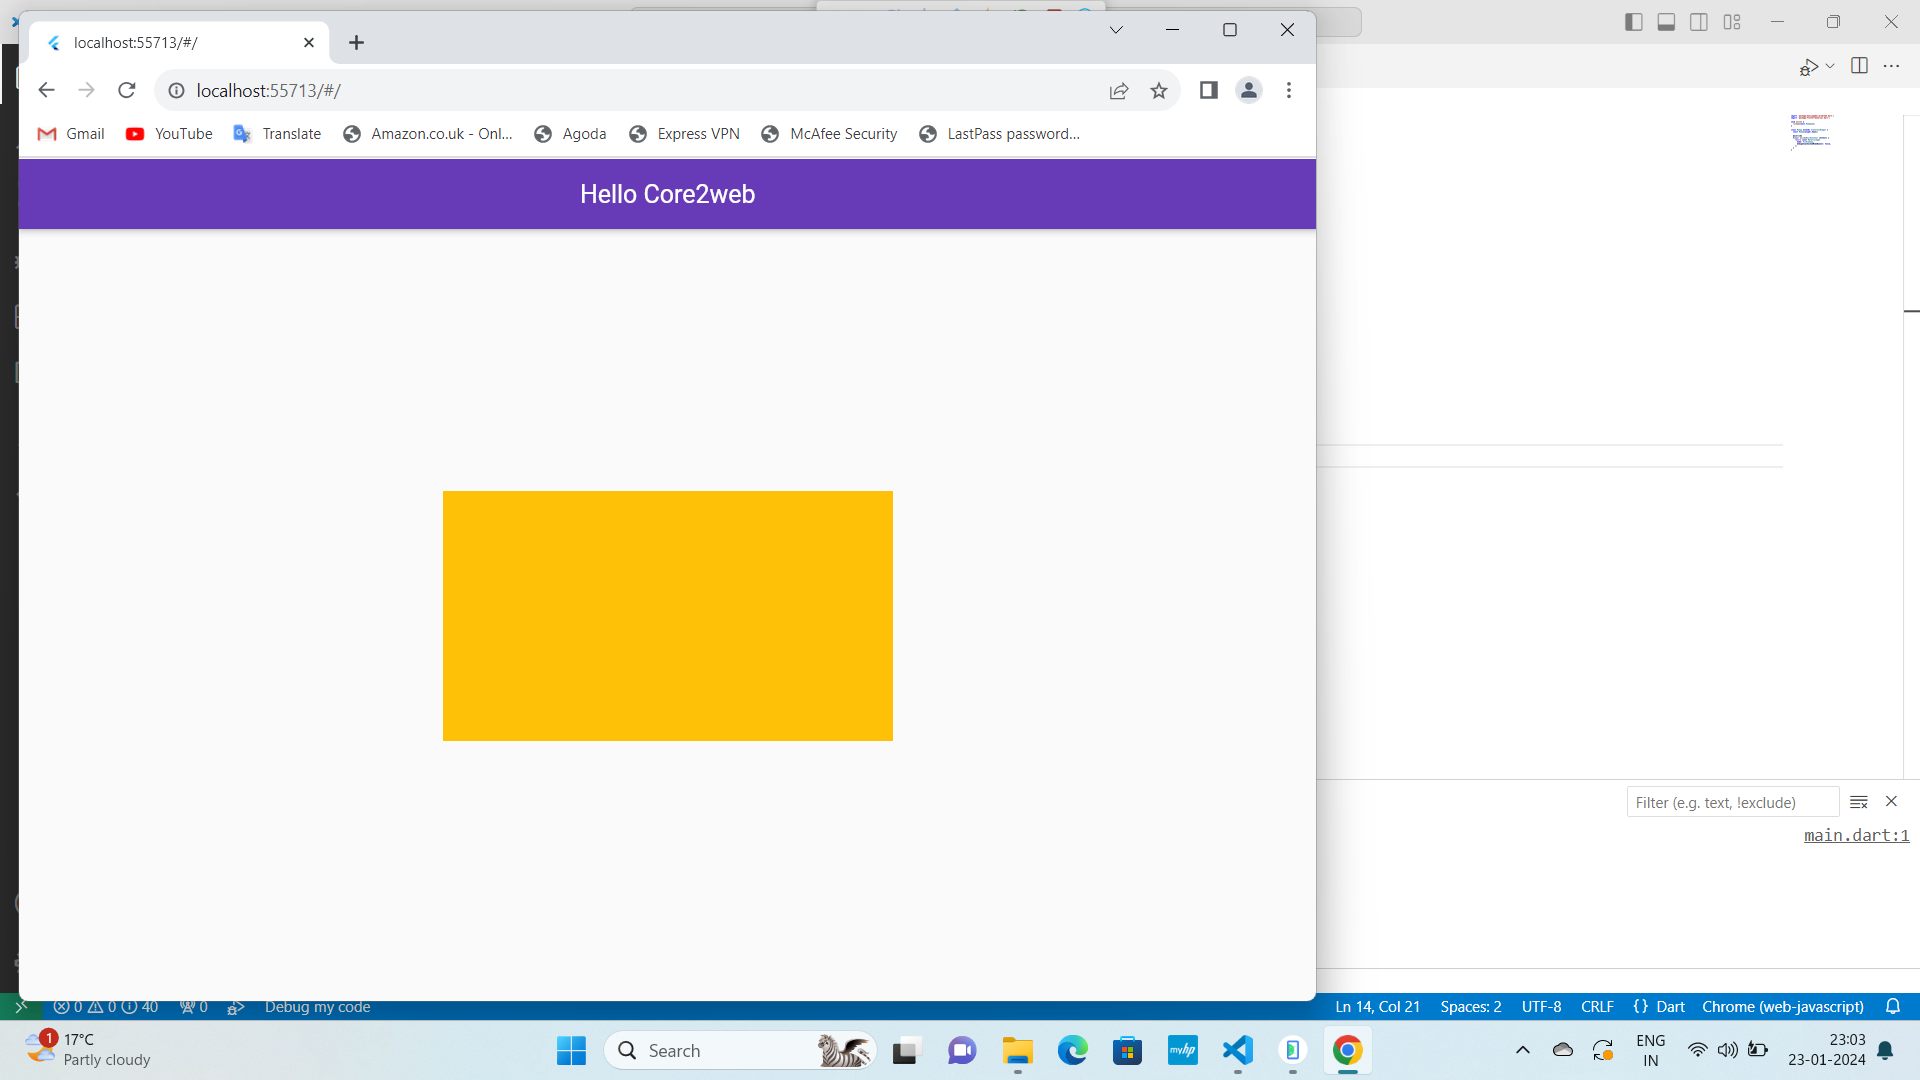 localhost:55713/#/
localhost:55713/#/
Gmail YouTube Translate Amazon.co.uk - Onl... Agoda Express VPN McAfee Security LastPass password...
Hello Core2web
Filter (e.g. text, !exclude)
main.dart:1
0 0 40 0 Debug my code Ln 14, Col 21 Spaces: 2 UTF-8 CRLF {} Dart Chrome (web-javascript)
1 17°C
Partly cloudy
Search
myhp
ENG
IN
23:03
23-01-2024